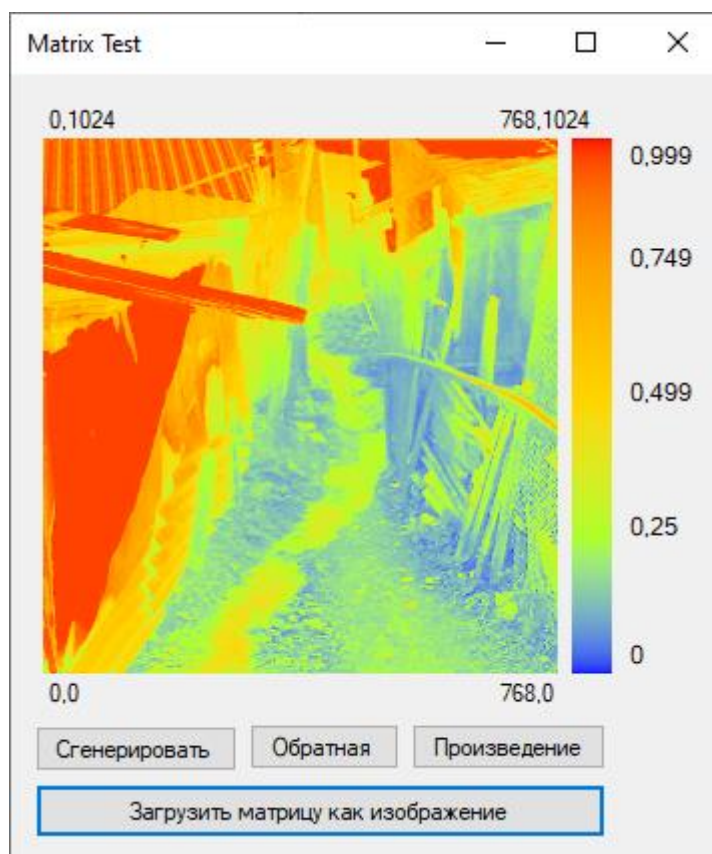 Matrix Test
0,1024 768,1024
0,999
0,749
0,499
0,25
0
0,0 768,0
Сгенерировать Обратная Произведение
Загрузить матрицу как изображение